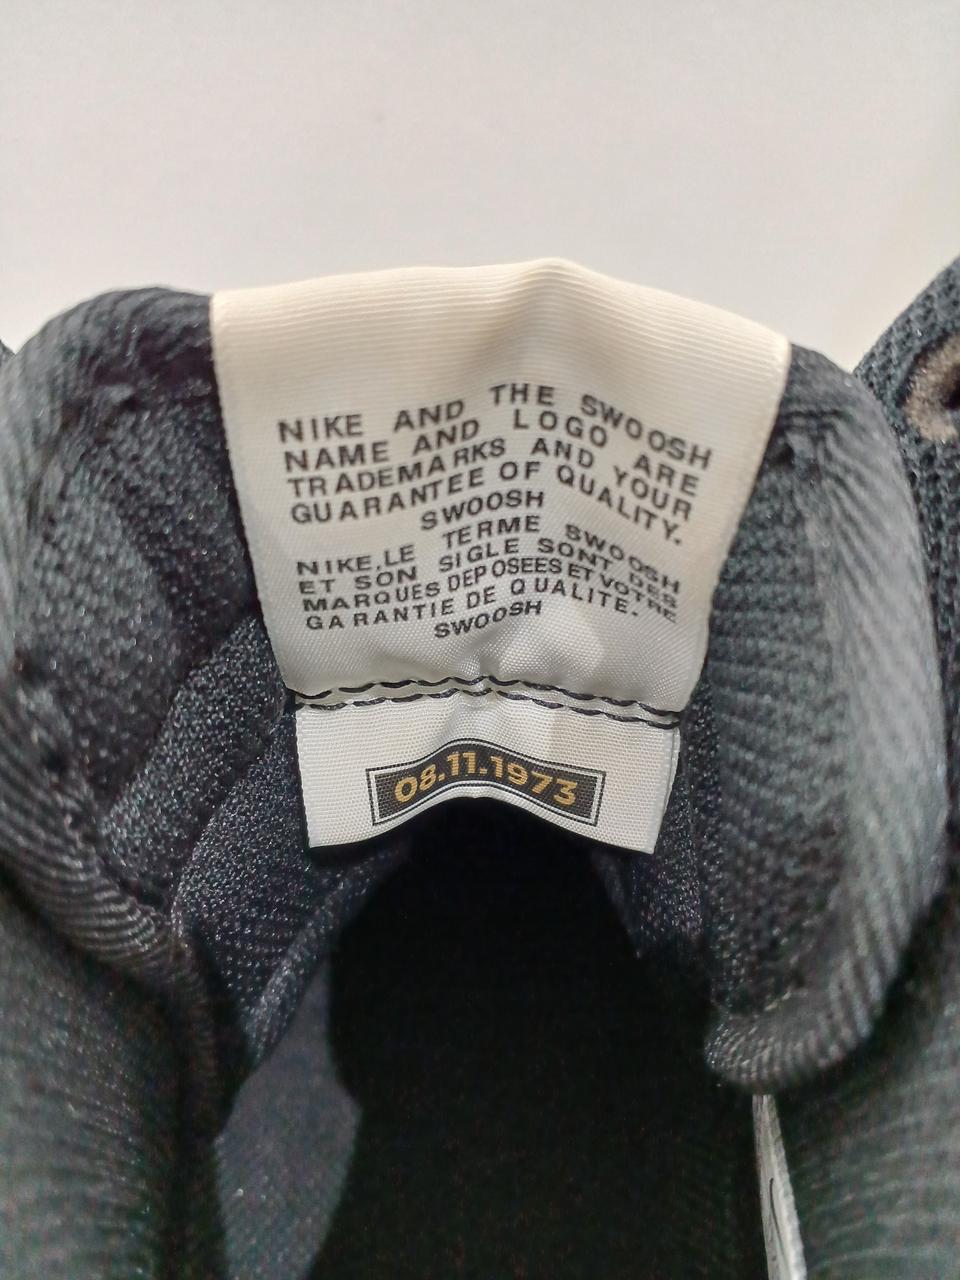 NIKE AND THE SWOOSH
NAME AND LOGO ARE
TRADEMARKS AND YOUR
GUARANTEE OF QUALITY.
SWOOSH
NIKE,LE TERME SWOOSH
ET SON SIGLE SONT DES
MARQUES DEPOSEES ET VOTRE
GARANTIE DE QUALITE.
SWOOSH
08.11.1973